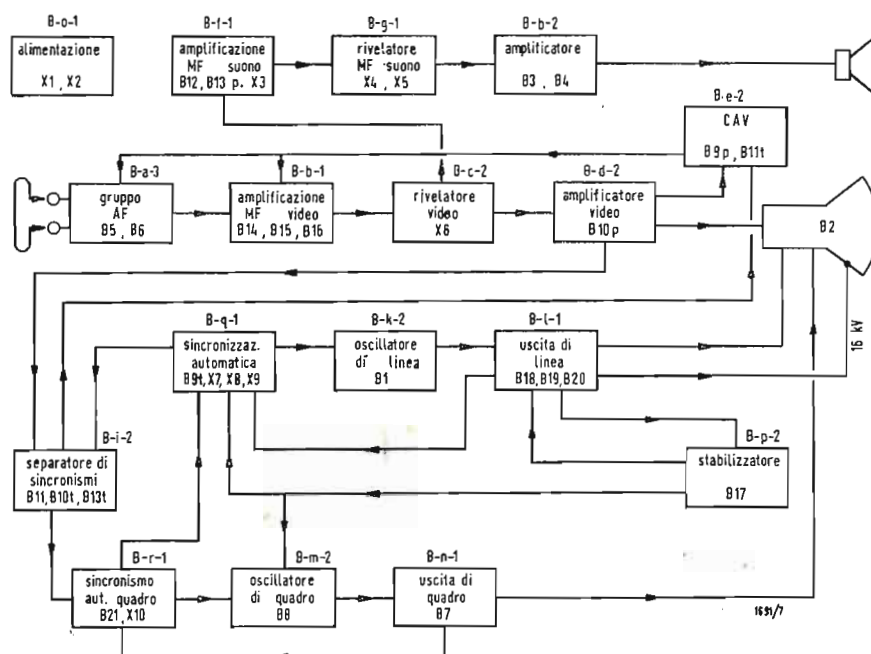 B-o-1
alimentazione
X1, X2
B-f-1
amplificazione
MF suono
B12, B13 p. X3
B-g-1
rivelatore
MF suono
X4, X5
B-b-2
amplificatore
B3, B4
B-e-2
CAV
B9p, B11t
B-a-3
gruppo
AF
B5, B6
B-b-1
amplificazione
MF video
B14, B15, B16
B-c-2
rivelatore
video
X6
B-d-2
amplificatore
video
B10p
B2
16 kV
B-q-1
sincronizzaz.
automatica
B9t, X7, X8, X9
B-k-2
oscillatore
di linea
B1
B-l-1
uscita di
linea
B18, B19, B20
B-p-2
stabilizzatore
B17
B-i-2
separatore di
sincronismi
B11, B10t, B13t
B-r-1
sincronismo
aut. quadro
B21, X10
B-m-2
oscillatore
di quadro
B8
B-n-1
uscita di
quadro
B7
1691/7